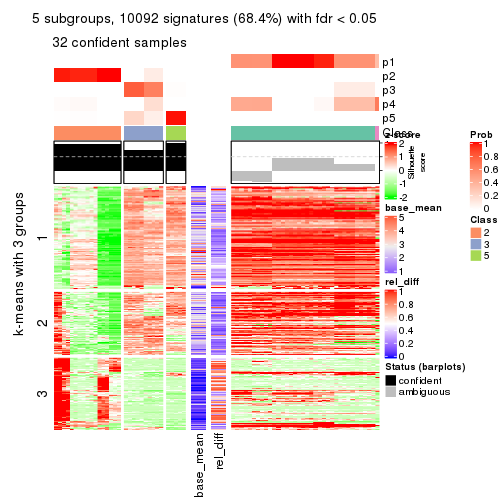 5 subgroups, 10092 signatures (68.4%) with fdr < 0.05
32 confident samples
p1
p2
p3
p4
p5
Class
k-means with 3 groups
1
2
3
base_mean
rel_diff
Silhouette
score
z-score
2
1
0
-1
-2
base_mean
5
4
3
2
1
rel_diff
1
0.8
0.6
0.4
0.2
0
Status (barplots)
confident
ambiguous
Prob
1
0.8
0.6
0.4
0.2
0
Class
2
3
5